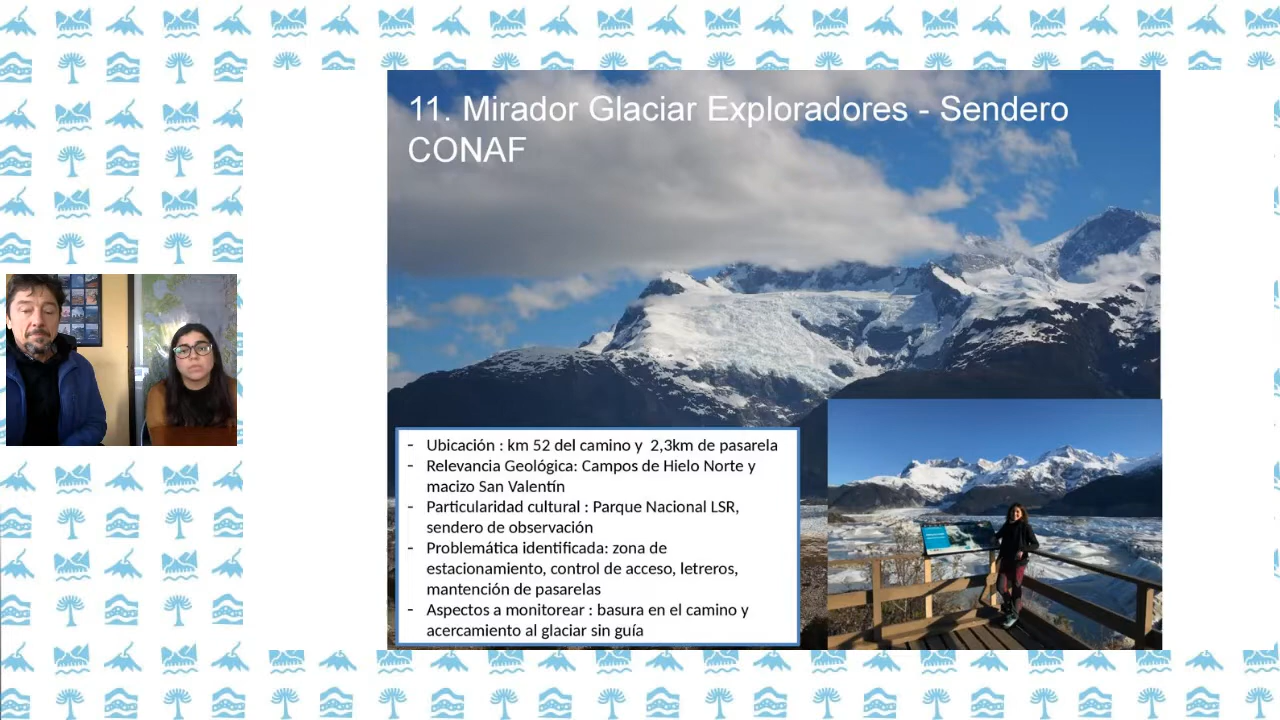 11. Mirador Glaciar Exploradores - Sendero
CONAF
- Ubicación : km 52 del camino y 2,3km de pasarela
- Relevancia Geológica: Campos de Hielo Norte y
macizo San Valentín
- Particularidad cultural : Parque Nacional LSR,
sendero de observación
- Problemática identificada: zona de
estacionamiento, control de acceso, letreros,
mantención de pasarelas
- Aspectos a monitorear : basura en el camino y
acercamiento al glaciar sin guía